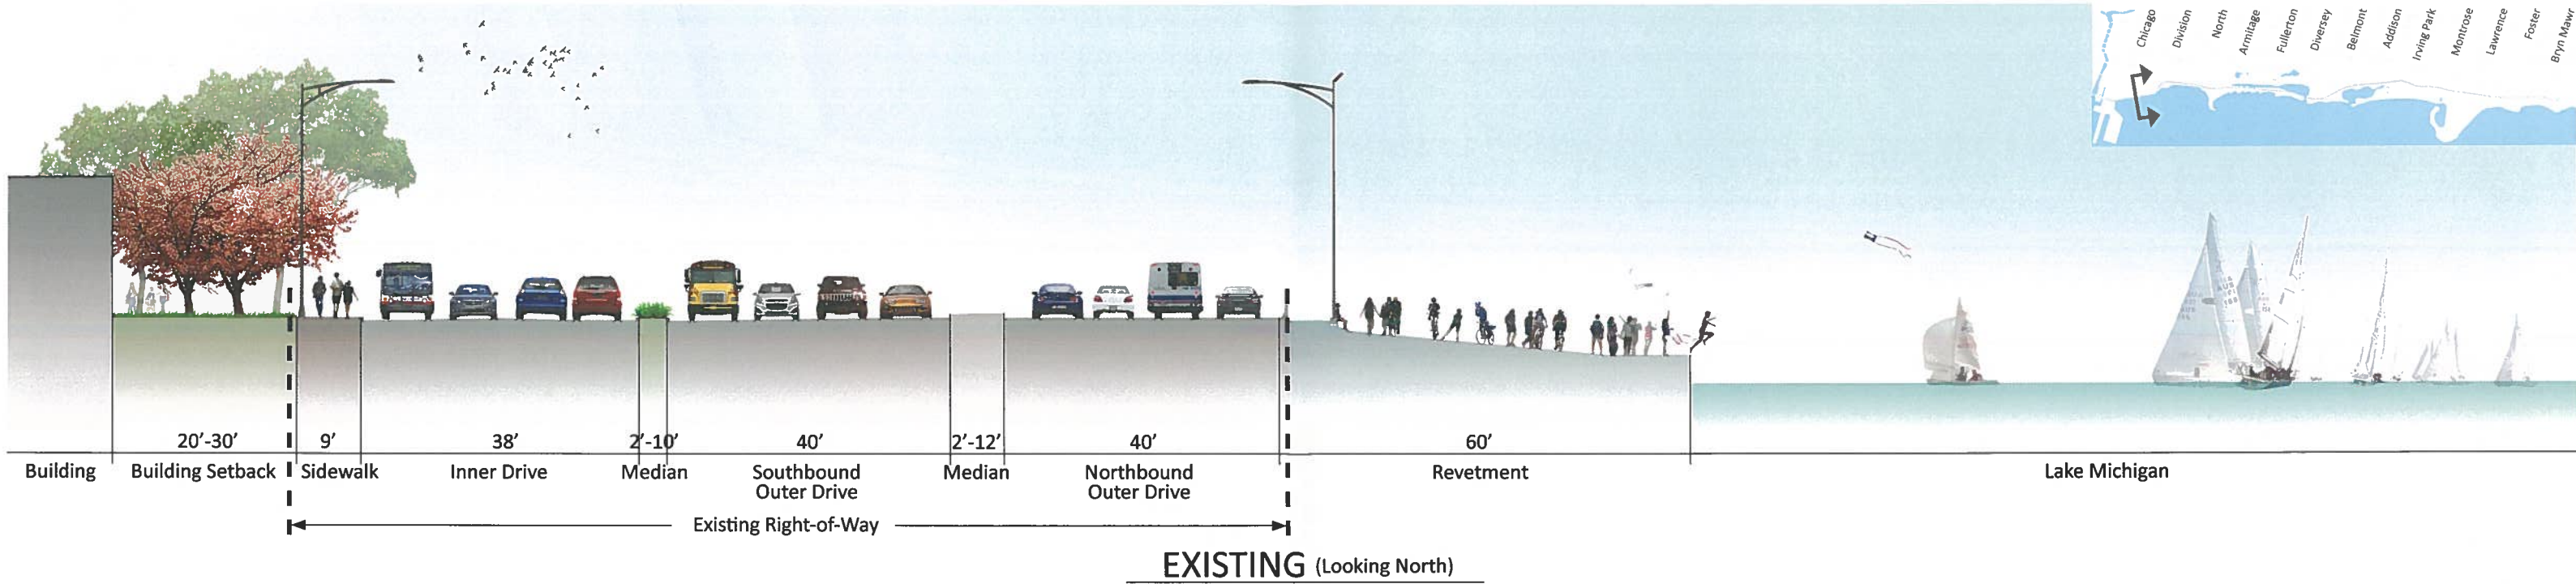 Chicago
Division
North
Armitage
Fullerton
Diversey
Belmont
Addison
Irving Park
Montrose
Lawrence
Foster
Bryn Mawr
20'-30'
9'
38'
2'-10'
40'
2'-12'
40'
60'
Building
Building Setback
Sidewalk
Inner Drive
Median
Southbound
Outer Drive
Median
Northbound
Outer Drive
Revetment
Lake Michigan
Existing Right-of-Way
EXISTING (Looking North)